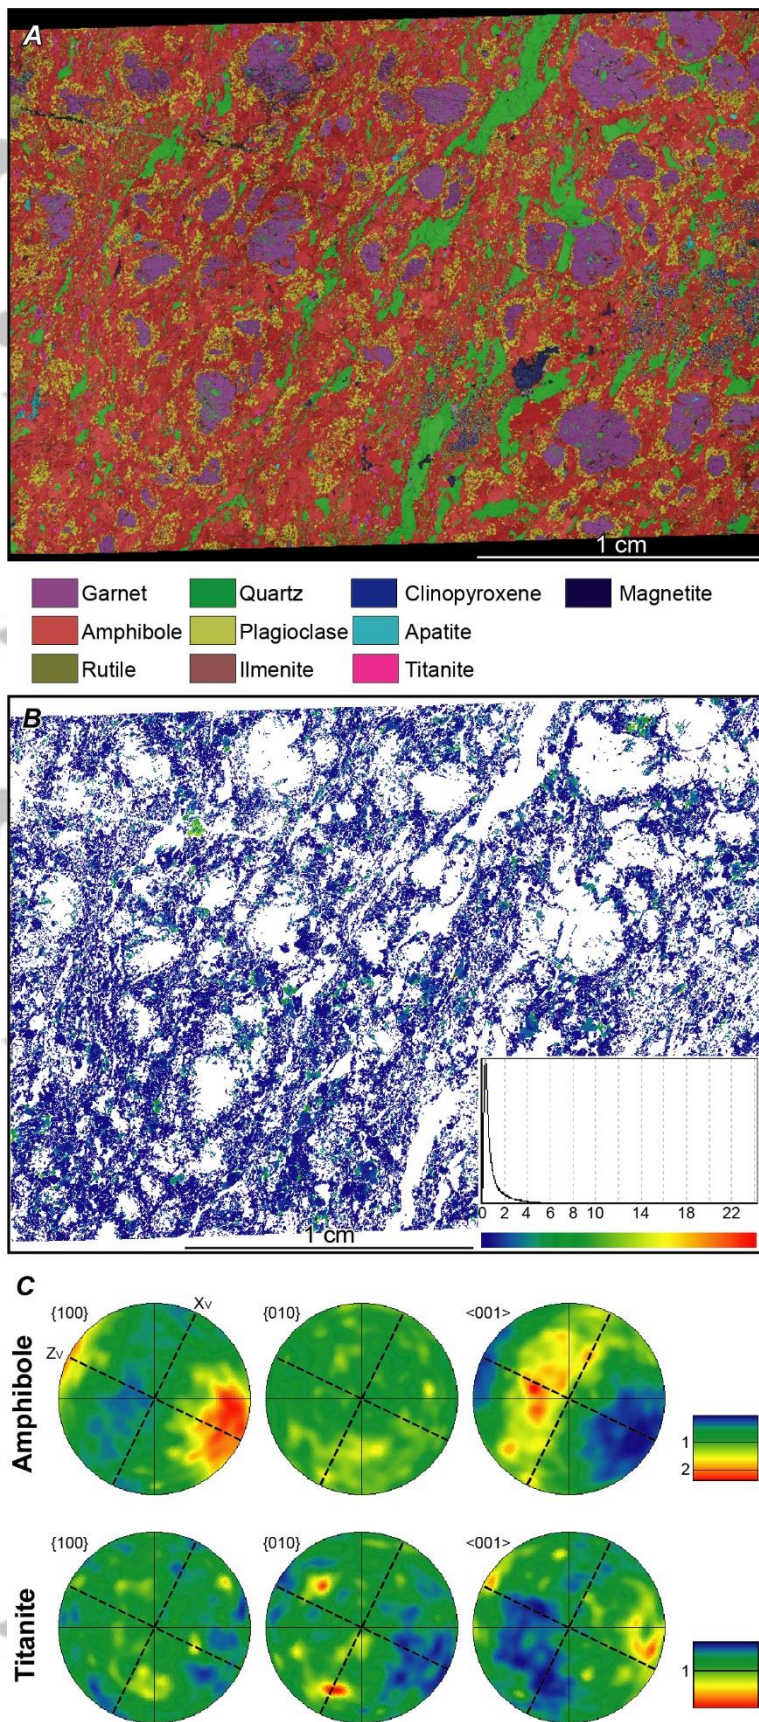 A
1 cm
Garnet Quartz Clinopyroxene Magnetite
Amphibole Plagioclase Apatite
Rutile Ilmenite Titanite
B
0 2 4 6 8 10 14 18 22
1 cm
C
{100} Xv {010} <001>
Zv
Amphibole
1
2
{100} {010} <001>
Titanite
1